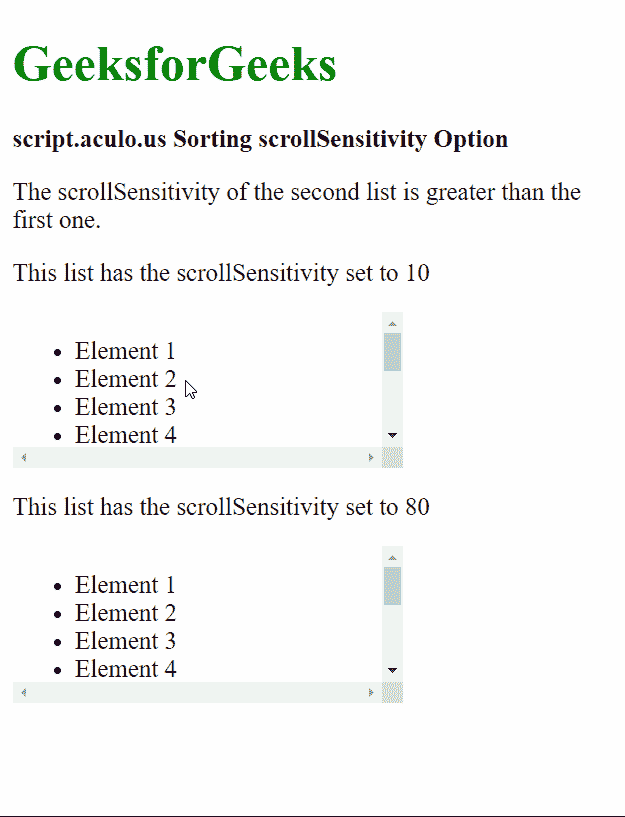 GeeksforGeeks
script.aculo.us Sorting scrollSensitivity Option
The scrollSensitivity of the second list is greater than the
first one.
This list has the scrollSensitivity set to 10
Element 1
Element 2
Element 3
Element 4
This list has the scrollSensitivity set to 80
Element 1
Element 2
Element 3
Element 4